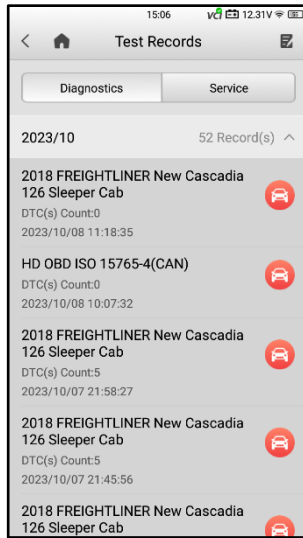 15:06 vci 12.31V
Test Records
Diagnostics Service
2023/10 52 Record(s)
2018 FREIGHTLINER New Cascadia
126 Sleeper Cab
DTC(s) Count:0
2023/10/08 11:18:35
HD OBD ISO 15765-4(CAN)
DTC(s) Count:0
2023/10/08 10:07:32
2018 FREIGHTLINER New Cascadia
126 Sleeper Cab
DTC(s) Count:5
2023/10/07 21:58:27
2018 FREIGHTLINER New Cascadia
126 Sleeper Cab
DTC(s) Count:5
2023/10/07 21:45:56
2018 FREIGHTLINER New Cascadia
126 Sleeper Cab